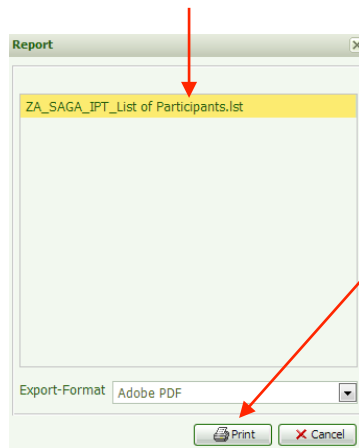 Report
ZA_SAGA_IPT_List of Participants.lst
Export-Format Adobe PDF
Print Cancel